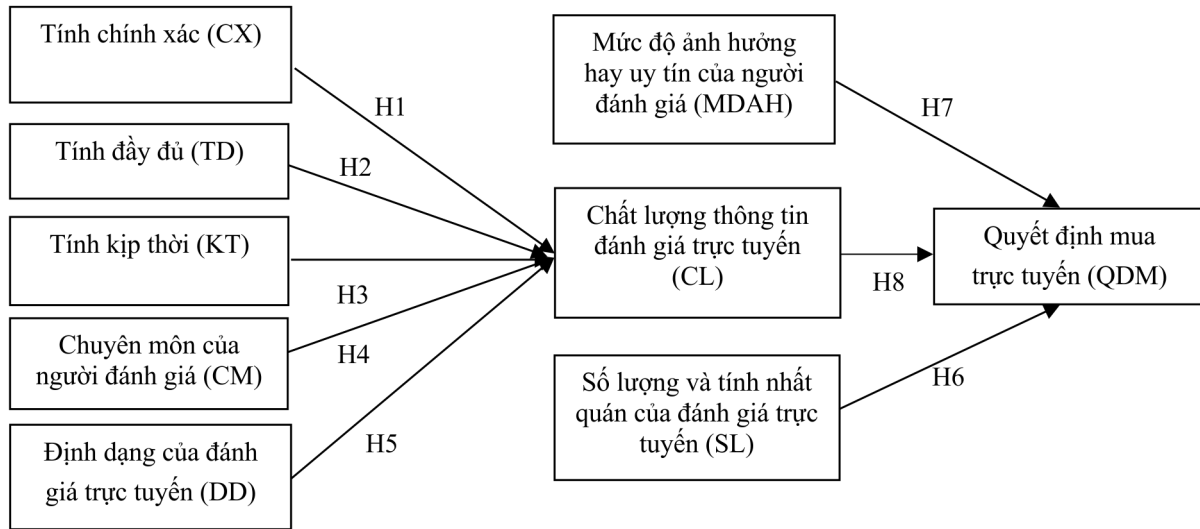 Tính chính xác (CX)
Tính đầy đủ (TD)
Tính kịp thời (KT)
Chuyên môn của
người đánh giá (CM)
Định dạng của đánh
giá trực tuyến (DD)
H1
H2
H3
H4
H5
Mức độ ảnh hưởng
hay uy tín của người
đánh giá (MDAH)
Chất lượng thông tin
đánh giá trực tuyến
(CL)
Số lượng và tính nhất
quán của đánh giá trực
tuyến (SL)
H7
H8
H6
Quyết định mua
trực tuyến (QDM)